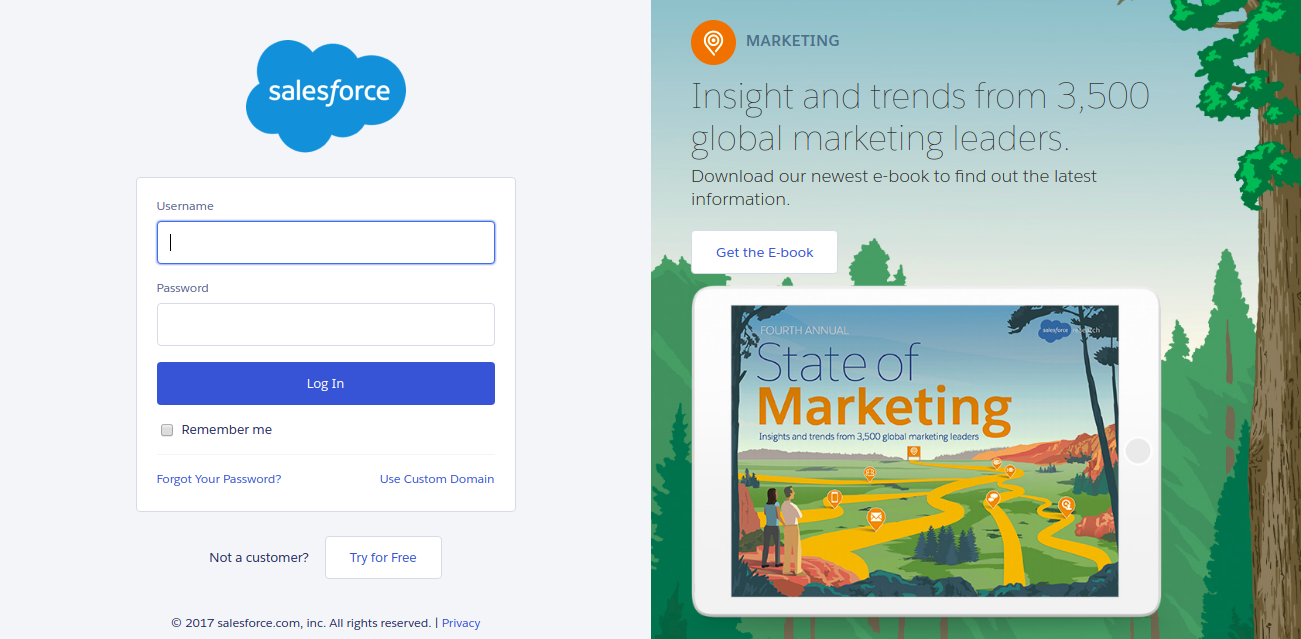 salesforce
Username
Password
Log In
Remember me
Forgot Your Password?
Use Custom Domain
Not a customer?
Try for Free
© 2017 salesforce.com, inc. All rights reserved. | Privacy
MARKETING
Insight and trends from 3,500
global marketing leaders.
Download our newest e-book to find out the latest
information.
Get the E-book
FOURTH ANNUAL
salesforce research
State of
Marketing
Insights and trends from 3,500 global marketing leaders